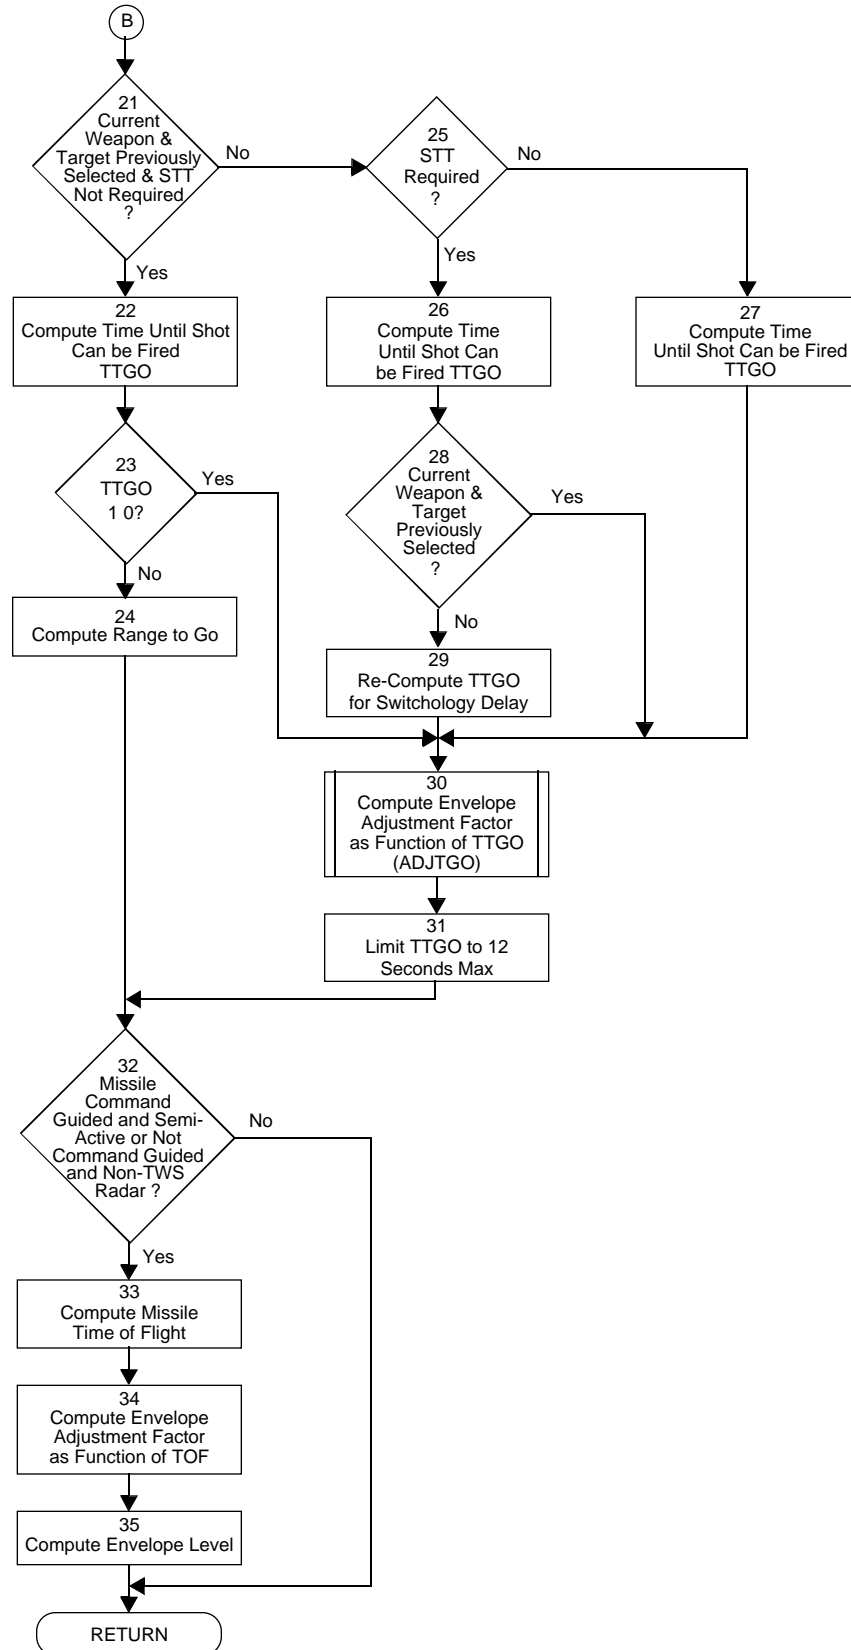 B
21
Current
Weapon &
Target Previously
Selected & STT
Not Required
?
No
Yes
25
STT
Required
?
No
Yes
22
Compute Time Until Shot
Can be Fired
TTGO
26
Compute Time
Until Shot Can
be Fired TTGO
27
Compute Time
Until Shot Can be Fired
TTGO
23
TTGO
1 0?
Yes
No
28
Current
Weapon &
Target
Previously
Selected
?
Yes
No
24
Compute Range to Go
29
Re-Compute TTGO
for Switchology Delay
30
Compute Envelope
Adjustment Factor
as Function of TTGO
(ADJTGO)
31
Limit TTGO to 12
Seconds Max
32
Missile
Command
Guided and Semi-
Active or Not
Command Guided
and Non-TWS
Radar ?
No
Yes
33
Compute Missile
Time of Flight
34
Compute Envelope
Adjustment Factor
as Function of TOF
35
Compute Envelope Level
RETURN